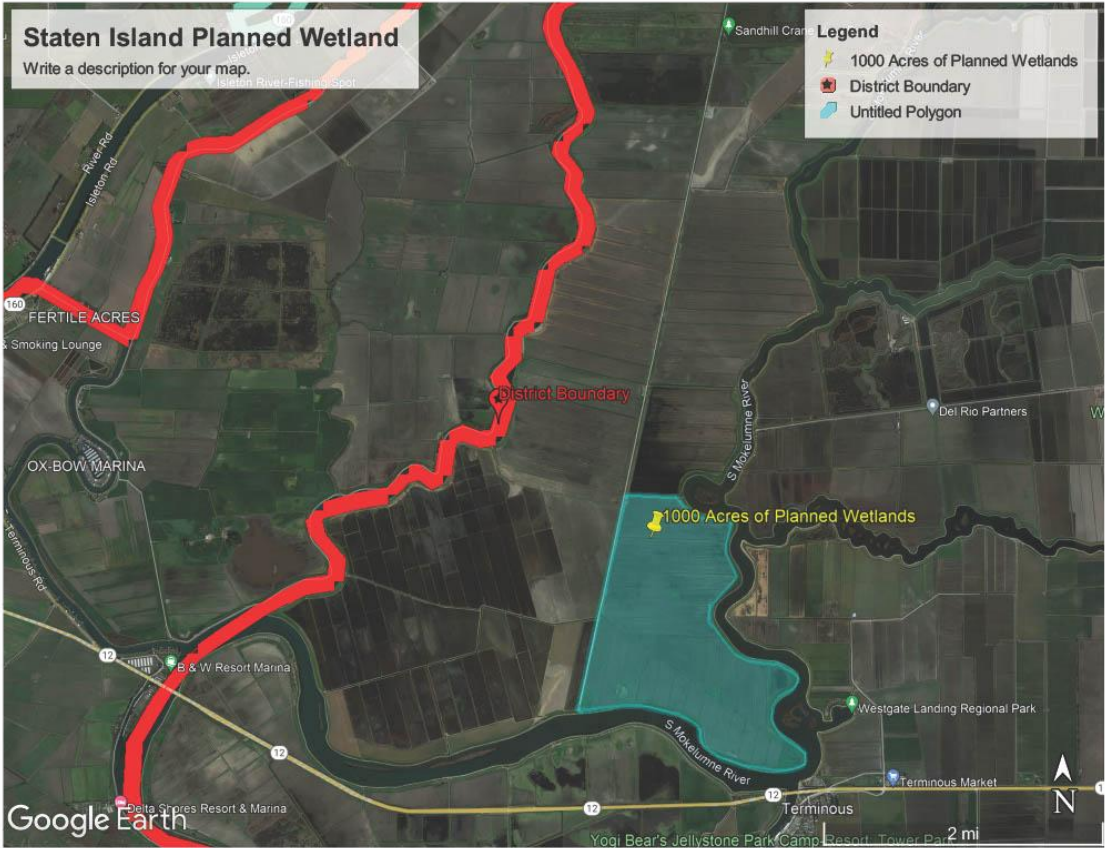 Staten Island Planned Wetland
Write a description for your map.
Legend
1000 Acres of Planned Wetlands
District Boundary
Untitled Polygon
160
Isleton River-Fishing Spot
Sandhill Crane
River Rd
Isleton Rd
160
FERTILE ACRES
& Smoking Lounge
District Boundary
S Mokelumne River
Del Rio Partners
W
OX-BOW MARINA
1000 Acres of Planned Wetlands
Terminous Rd
12
B & W Resort Marina
Westgate Landing Regional Park
S Mokelumne River
12
Terminous Market
12
12
1
Terminous
Delta Shores Resort & Marina
N
Google Earth
2 mi
Yogi Bear's Jellystone Park Camp-Resort: Tower Park